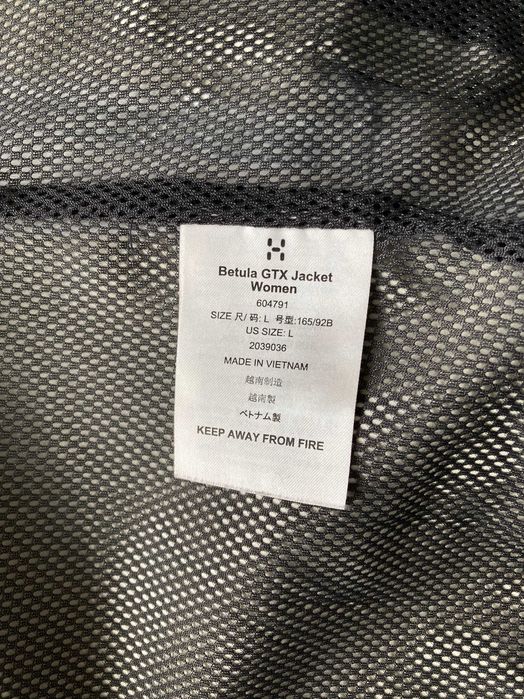 Betula GTX Jacket
Women
604791
SIZE 尺/ 码: L 号型:165/92B
US SIZE: L
2039036
MADE IN VIETNAM
越南制造
越南製
ベトナム製
KEEP AWAY FROM FIRE